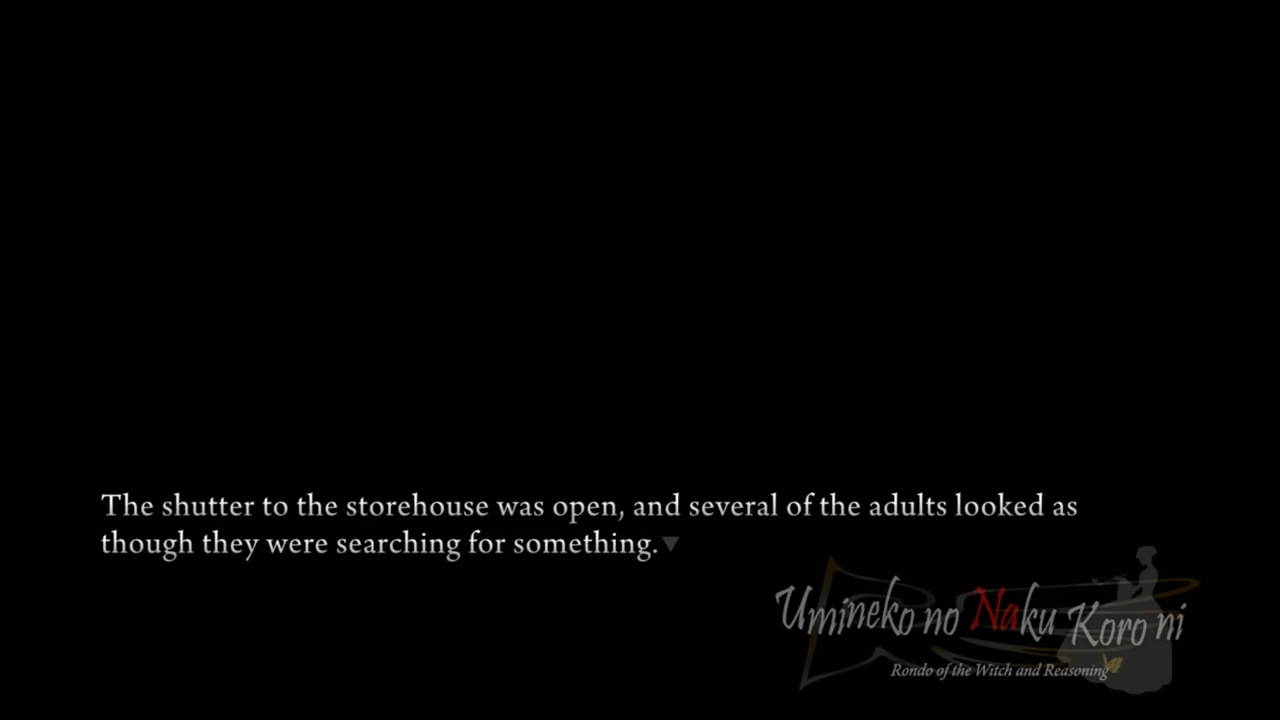 The shutter to the storehouse was open, and several of the adults looked as
though they were searching for something.
Umineko no Naku Koro ni
Rondo of the Witch and Reasoning